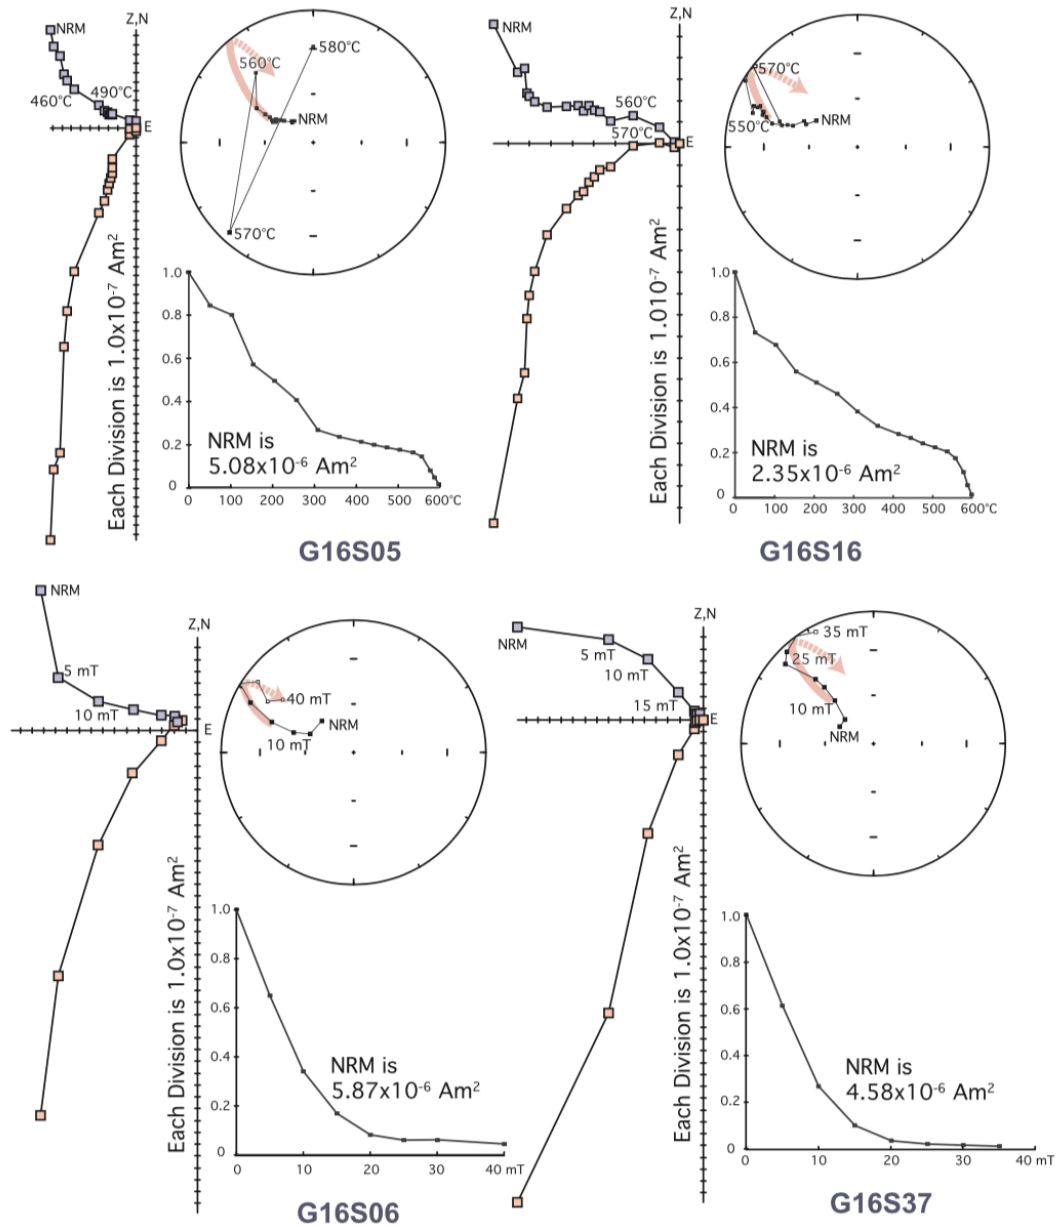 Z,N
NRM
460°C
490°C
E
Each Division is 1.0x10⁻⁷ Am²
560°C
580°C
NRM
570°C
1.0
0.8
0.6
0.4
0.2
0
NRM is
5.08x10⁻⁶ Am²
0 100 200 300 400 500 600°C
G16S05
Z,N
NRM
560°C
570°C
E
Each Division is 1.010⁻⁷ Am²
570°C
550°C
NRM
1.0
0.8
0.6
0.4
0.2
0
NRM is
2.35x10⁻⁶ Am²
0 100 200 300 400 500 600°C
G16S16
NRM
Z,N
5 mT
10 mT
E
Each Division is 1.0x10⁻⁷ Am²
40 mT
NRM
10 mT
1.0
0.8
0.6
0.4
0.2
0
NRM is
5.87x10⁻⁶ Am²
0 10 20 30 40 mT
G16S06
Z,N
NRM
5 mT
10 mT
15 mT
E
Each Division is 1.0x10⁻⁷ Am²
35 mT
25 mT
10 mT
NRM
1.0
0.8
0.6
0.4
0.2
0
NRM is
4.58x10⁻⁶ Am²
0 10 20 30 40 mT
G16S37